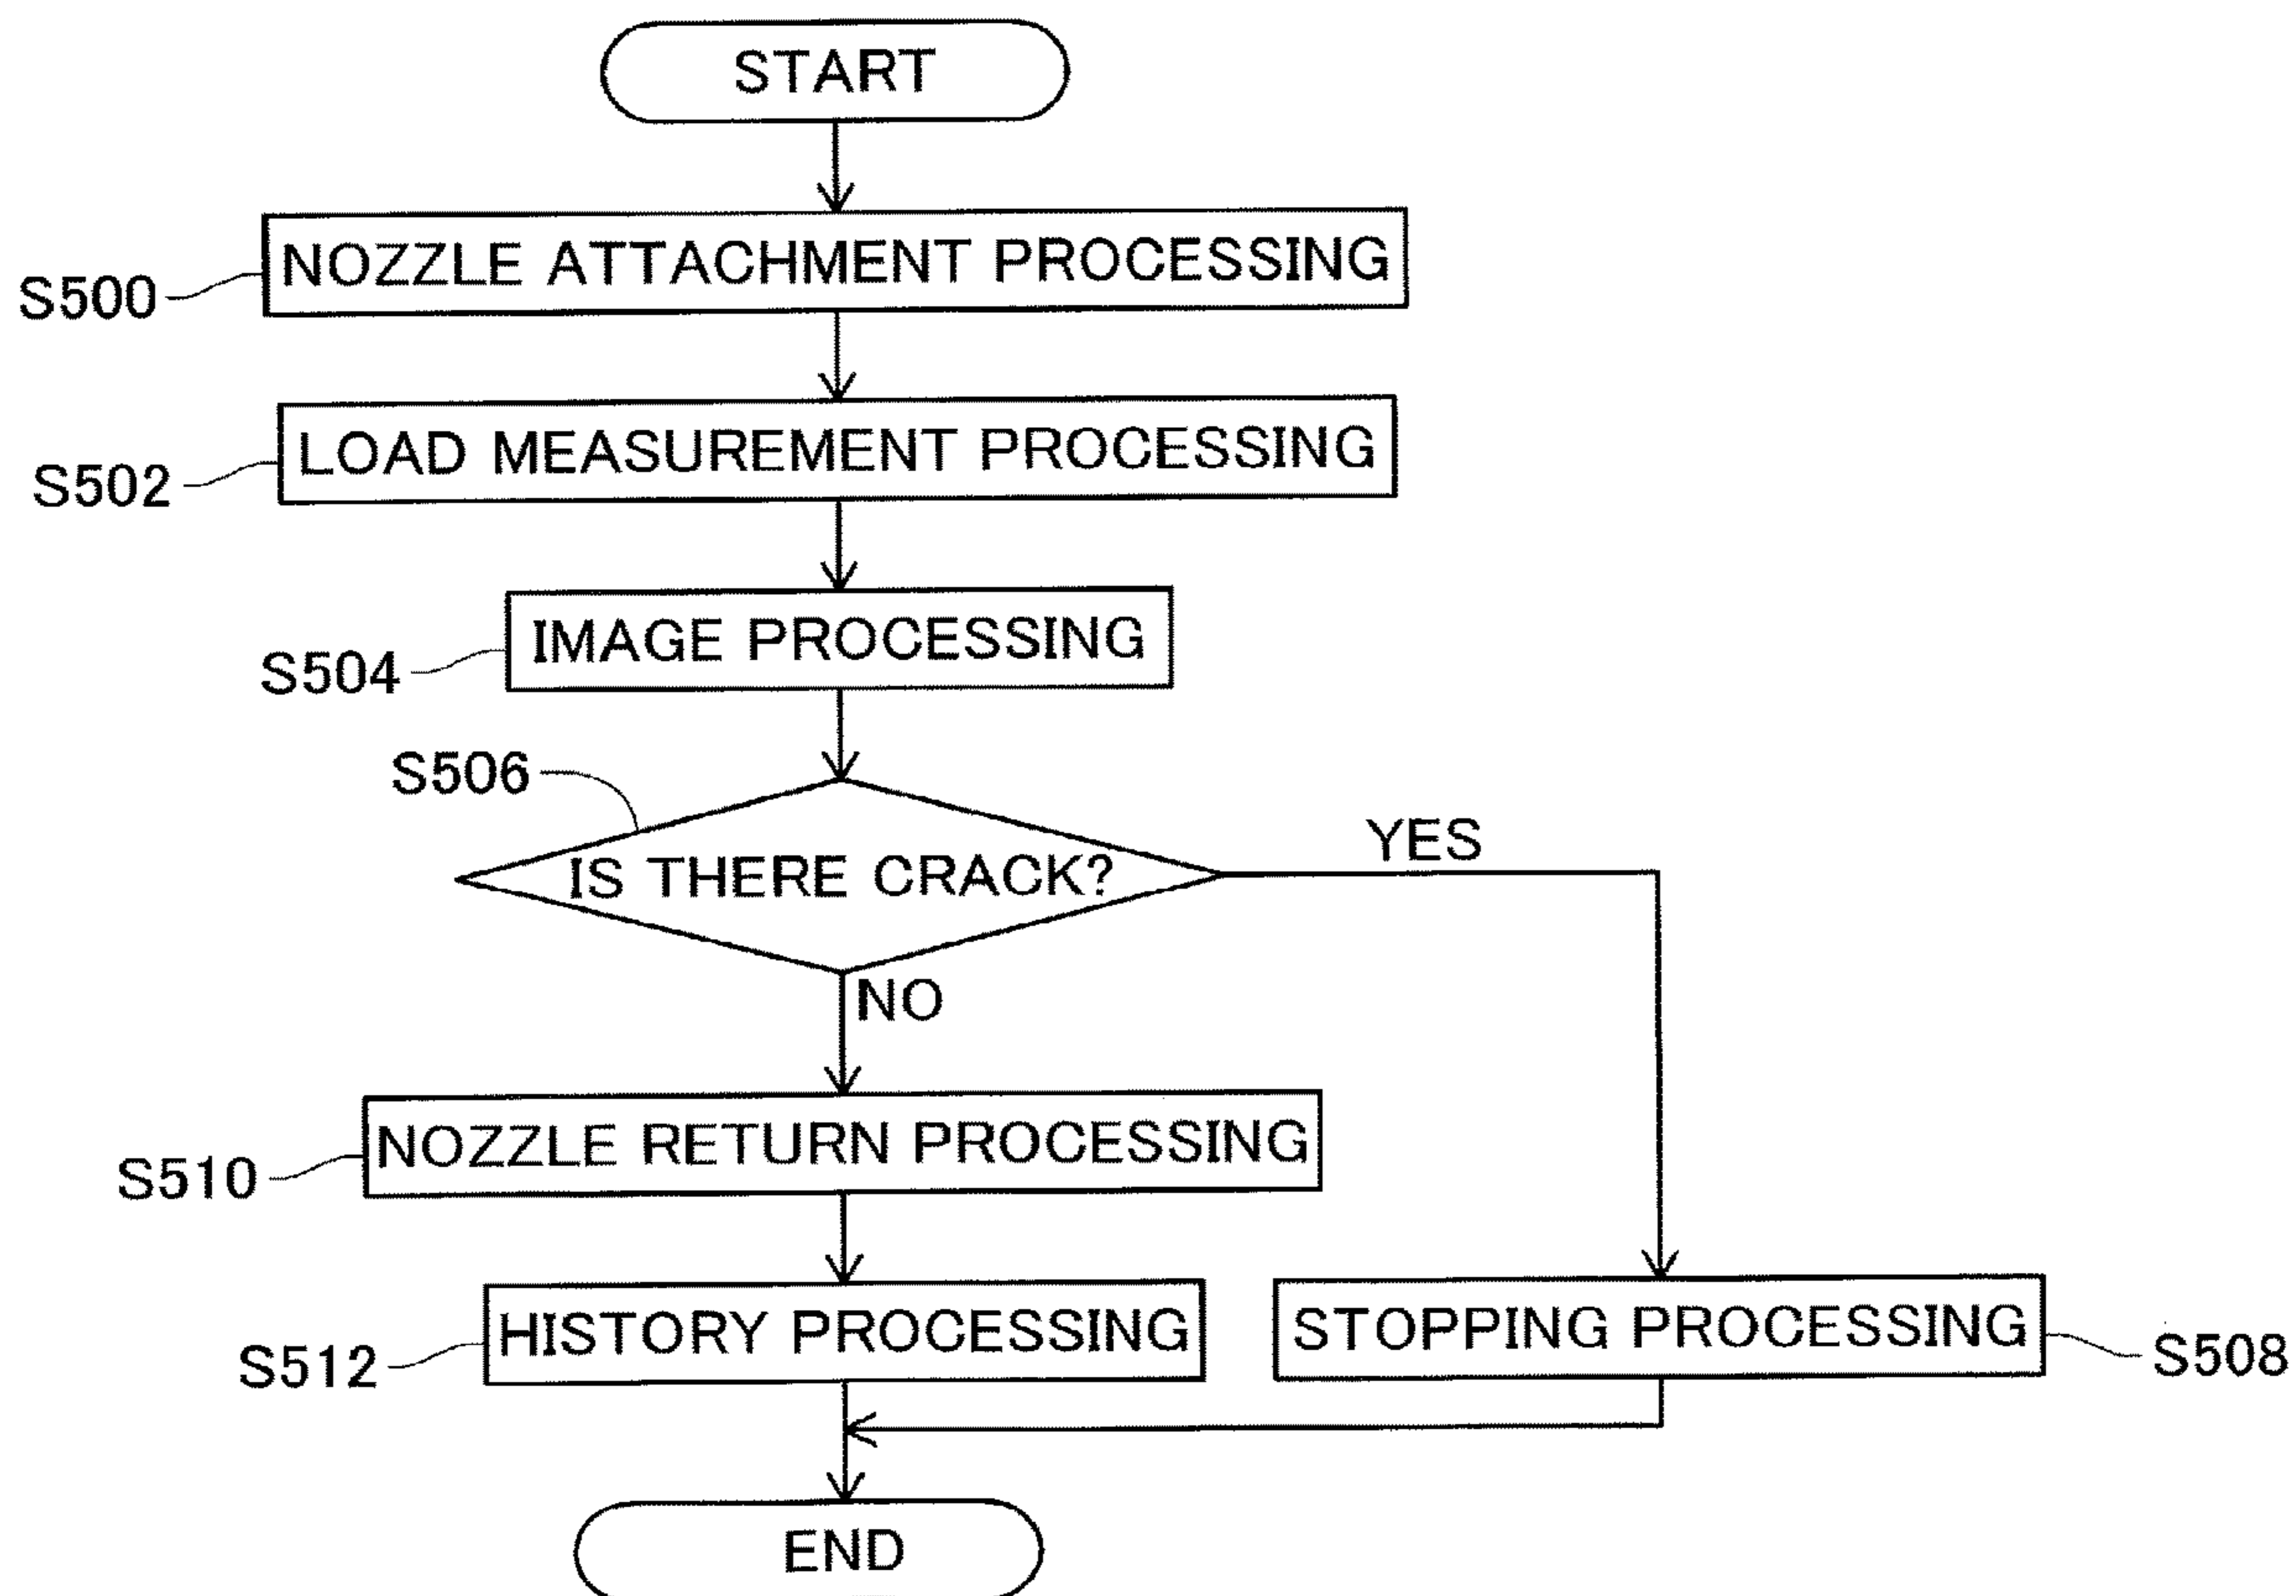 START
NOZZLE ATTACHMENT PROCESSING
S500
LOAD MEASUREMENT PROCESSING
S502
IMAGE PROCESSING
S504
S506
IS THERE CRACK?
YES
NO
NOZZLE RETURN PROCESSING
S510
HISTORY PROCESSING
S512
STOPPING PROCESSING
S508
END